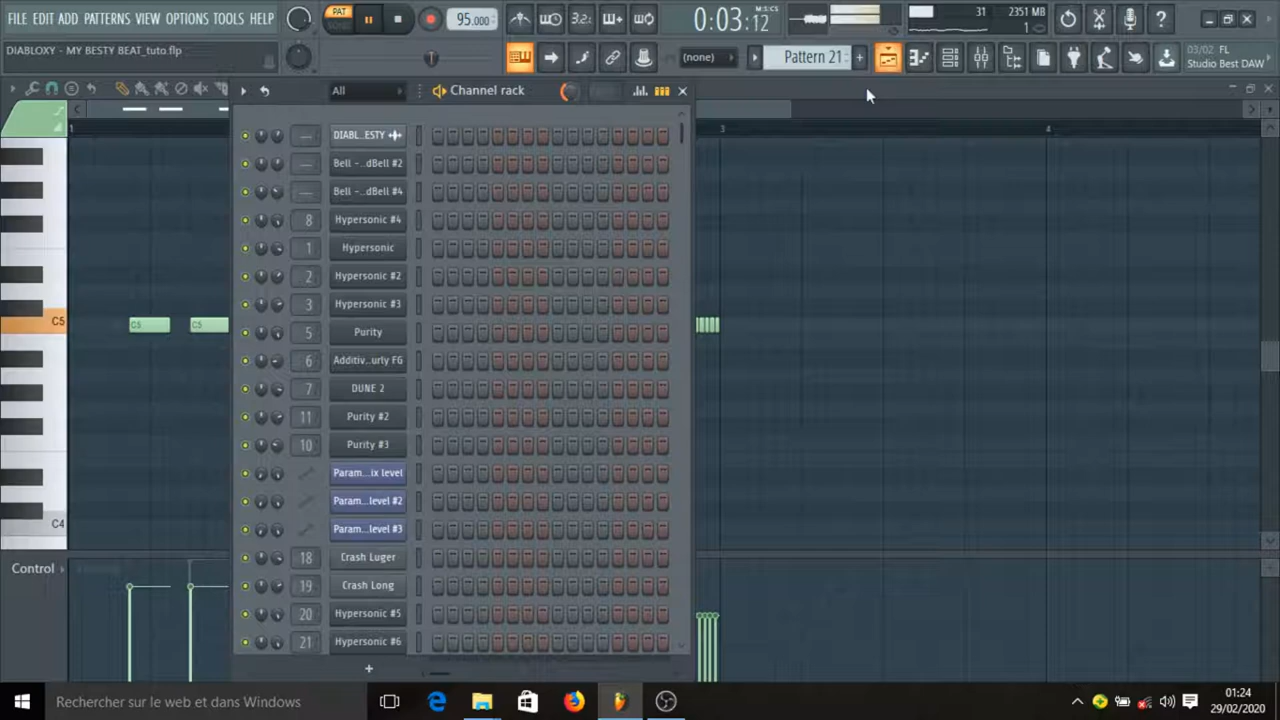 FILE EDIT ADD PATTERNS VIEW OPTIONS TOOLS HELP
PAT
95.000
3.2
0:03:12
M:S:CS
31
2351 MB
DIABLOXY - MY BESTY BEAT_tuto.flp
(none)
Pattern 21
03/02 FL
Studio Best DAW
All
Channel rack
1
3
4
DIABL..ESTY
Bell - ..dBell #2
Bell - ..dBell #4
8 Hypersonic #4
1 Hypersonic
2 Hypersonic #2
3 Hypersonic #3
C5
C5
C5
5 Purity
6 Additiv..urly FG
7 DUNE 2
11 Purity #2
10 Purity #3
Param...ix level
Param...level #2
C4
Param...level #3
18 Crash Luger
Control
19 Crash Long
20 Hypersonic #5
21 Hypersonic #6
Rechercher sur le web et dans Windows
01:24
29/02/2020